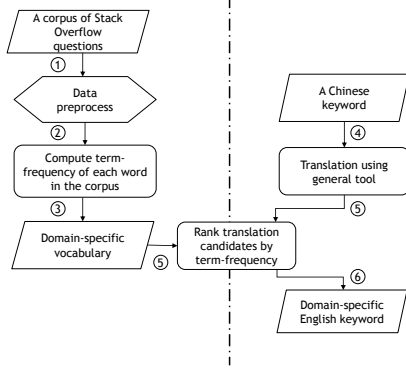 A corpus of Stack
Overflow
questions
①
Data
preprocess
②
Compute term-
frequency of each word
in the corpus
③
Domain-specific
vocabulary
⑤
A Chinese
keyword
④
Translation using
general tool
⑤
Rank translation
candidates by
term-frequency
⑥
Domain-specific
English keyword